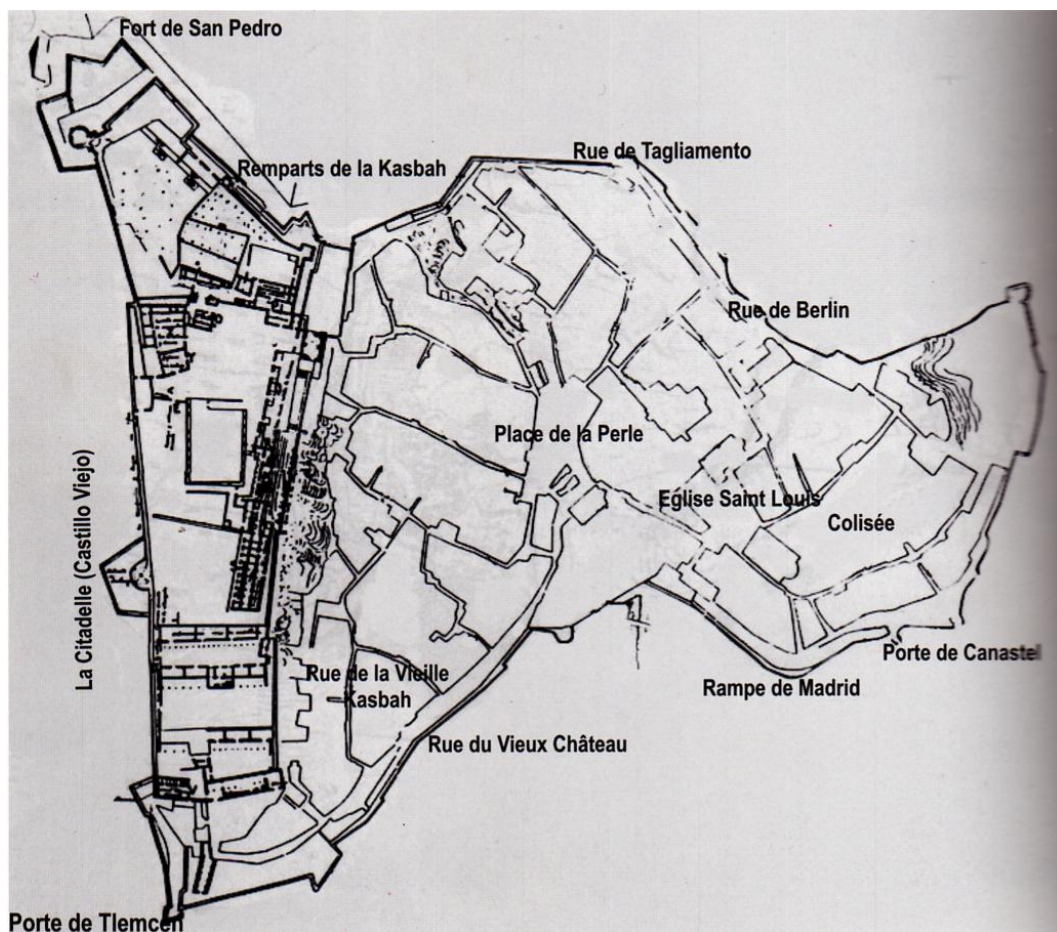 Fort de San Pedro
Remparts de la Kasbah
Rue de Tagliamento
Rue de Berlin
Place de la Perle
Eglise Saint Louis
Colisée
La Citadelle (Castillo Viejo)
Porte de Canastel
Rue de la Vieille
Kasbah
Rampe de Madrid
Rue du Vieux Château
Porte de Tlemcen